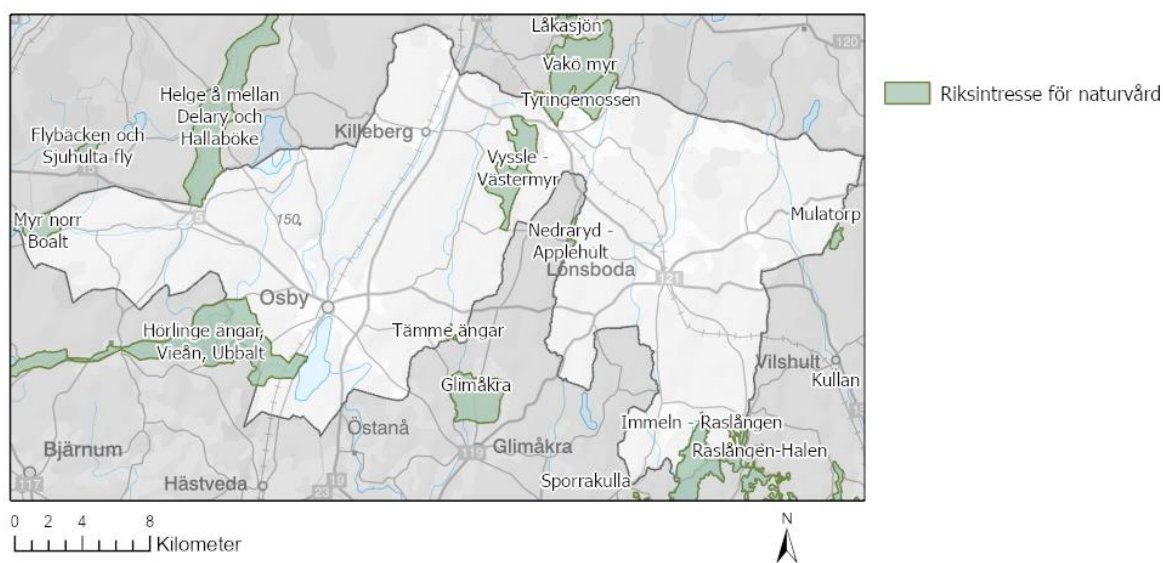 Låkasjön
120
Vakö myr
Helge å mellan
Delary och
Hallaböke
Tyringemossen
Riksintresse för naturvård
Flybäcken och
Sjuhulta fly
Killeberg
15
Vyssle -
Västermyr
Myr norr
Boalt
150
Mulatorp
Nedraryd -
Applehult
Lönsboda
121
Osby
Hörlinge ängar,
Vieån, Ubbalt
Tämme ängar
Vilshult
Kullan
Glimåkra
Immeln - Raslången
Östanå
Raslången-Halen
Bjärnum
119
Glimåkra
117
Hästveda
19
23
Sporrakulla
15
0 2 4 8
Kilometer
N